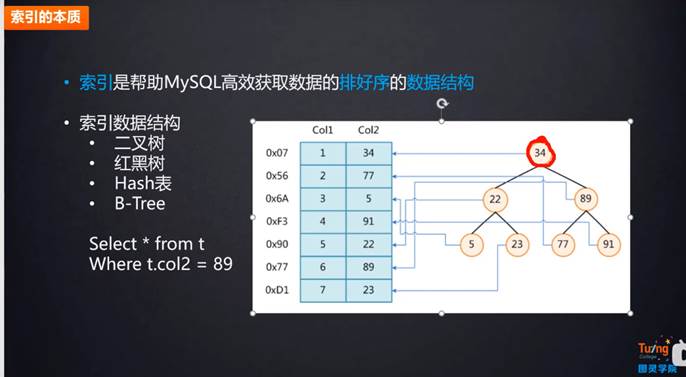 索引的本质
索引是帮助MySQL高效获取数据的排好序的数据结构
索引数据结构
二叉树
红黑树
Hash表
B-Tree
Select * from t
Where t.col2 = 89
Col1 Col2
0x07 1 34
0x56 2 77
0x6A 3 5
0xF3 4 91
0x90 5 22
0x77 6 89
0xD1 7 23
34
22 89
5 23 77 91
Tuling
College
图灵学院